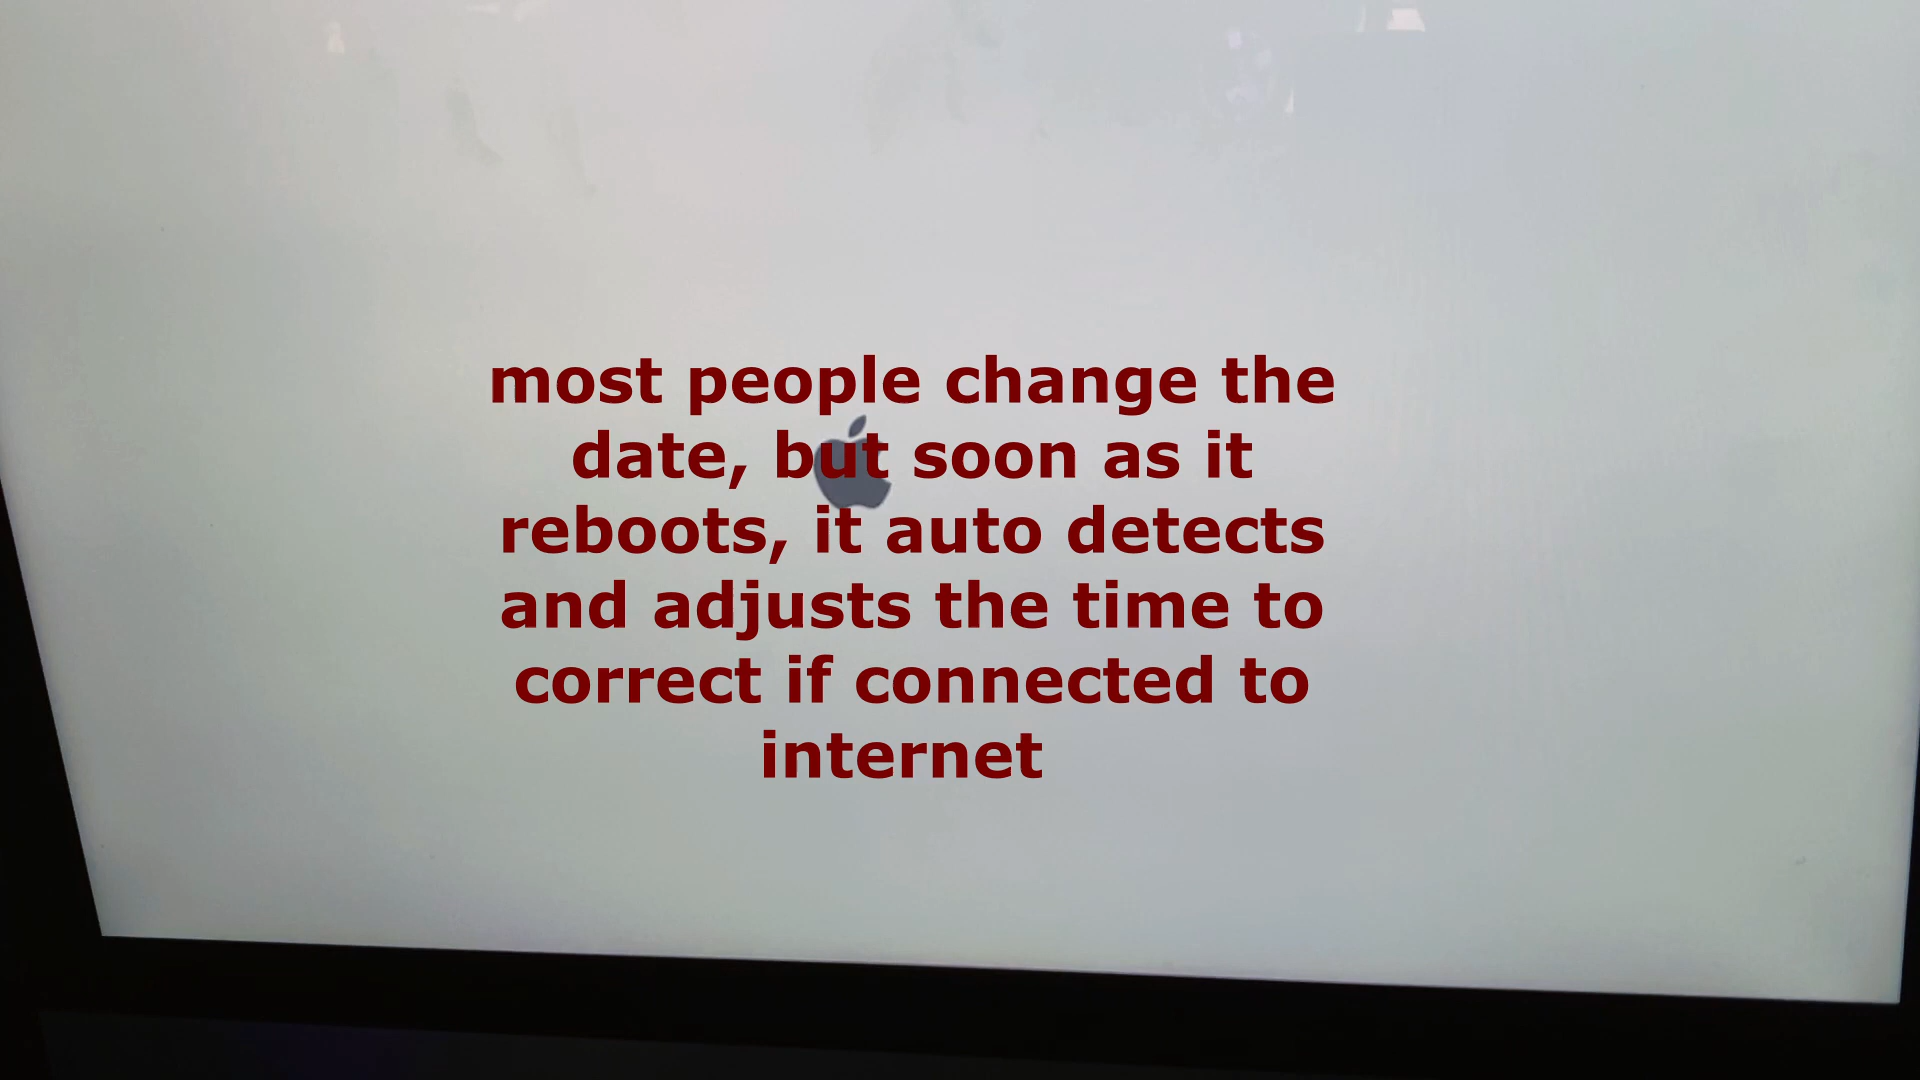 most people change the
date, but soon as it
reboots, it auto detects
and adjusts the time to
correct if connected to
internet